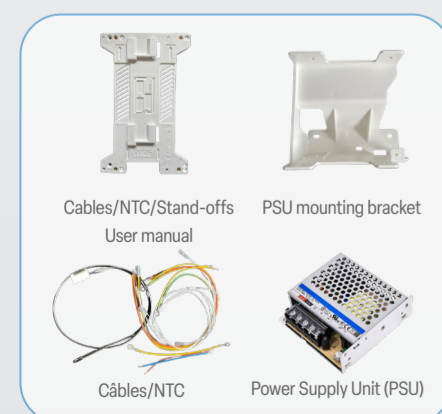 Cables/NTC/Stand-offs
User manual
PSU mounting bracket
Câbles/NTC
Power Supply Unit (PSU)